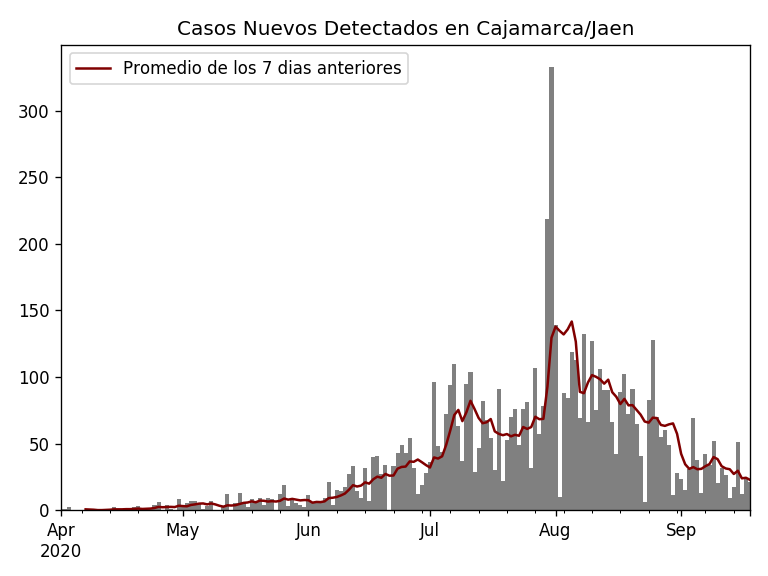 Casos Nuevos Detectados en Cajamarca/Jaen
Promedio de los 7 dias anteriores
300
250
200
150
100
50
0
Apr May Jun Jul Aug Sep
2020